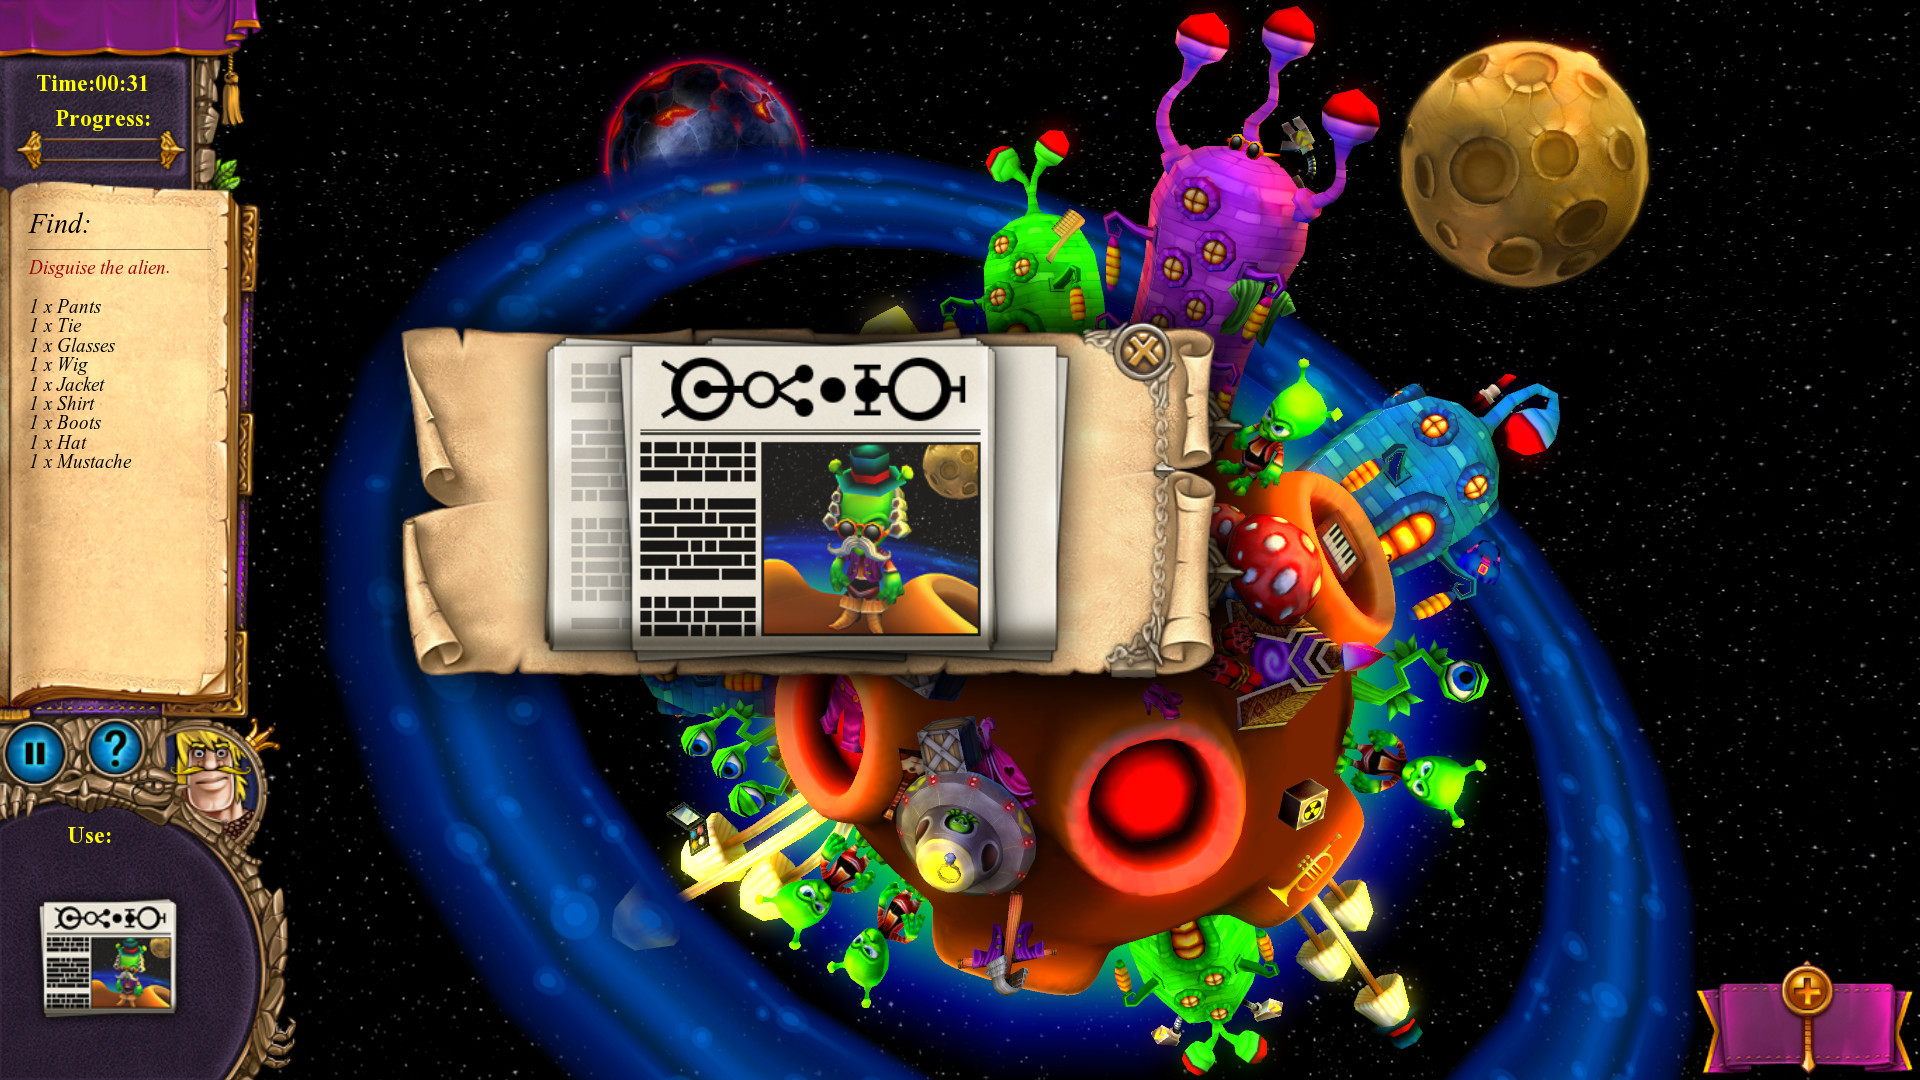 Time:00:31
Progress:
Find:
Disguise the alien.
1 x Pants
1 x Tie
1 x Glasses
1 x Wig
1 x Jacket
1 x Shirt
1 x Boots
1 x Hat
1 x Mustache
?
Use: